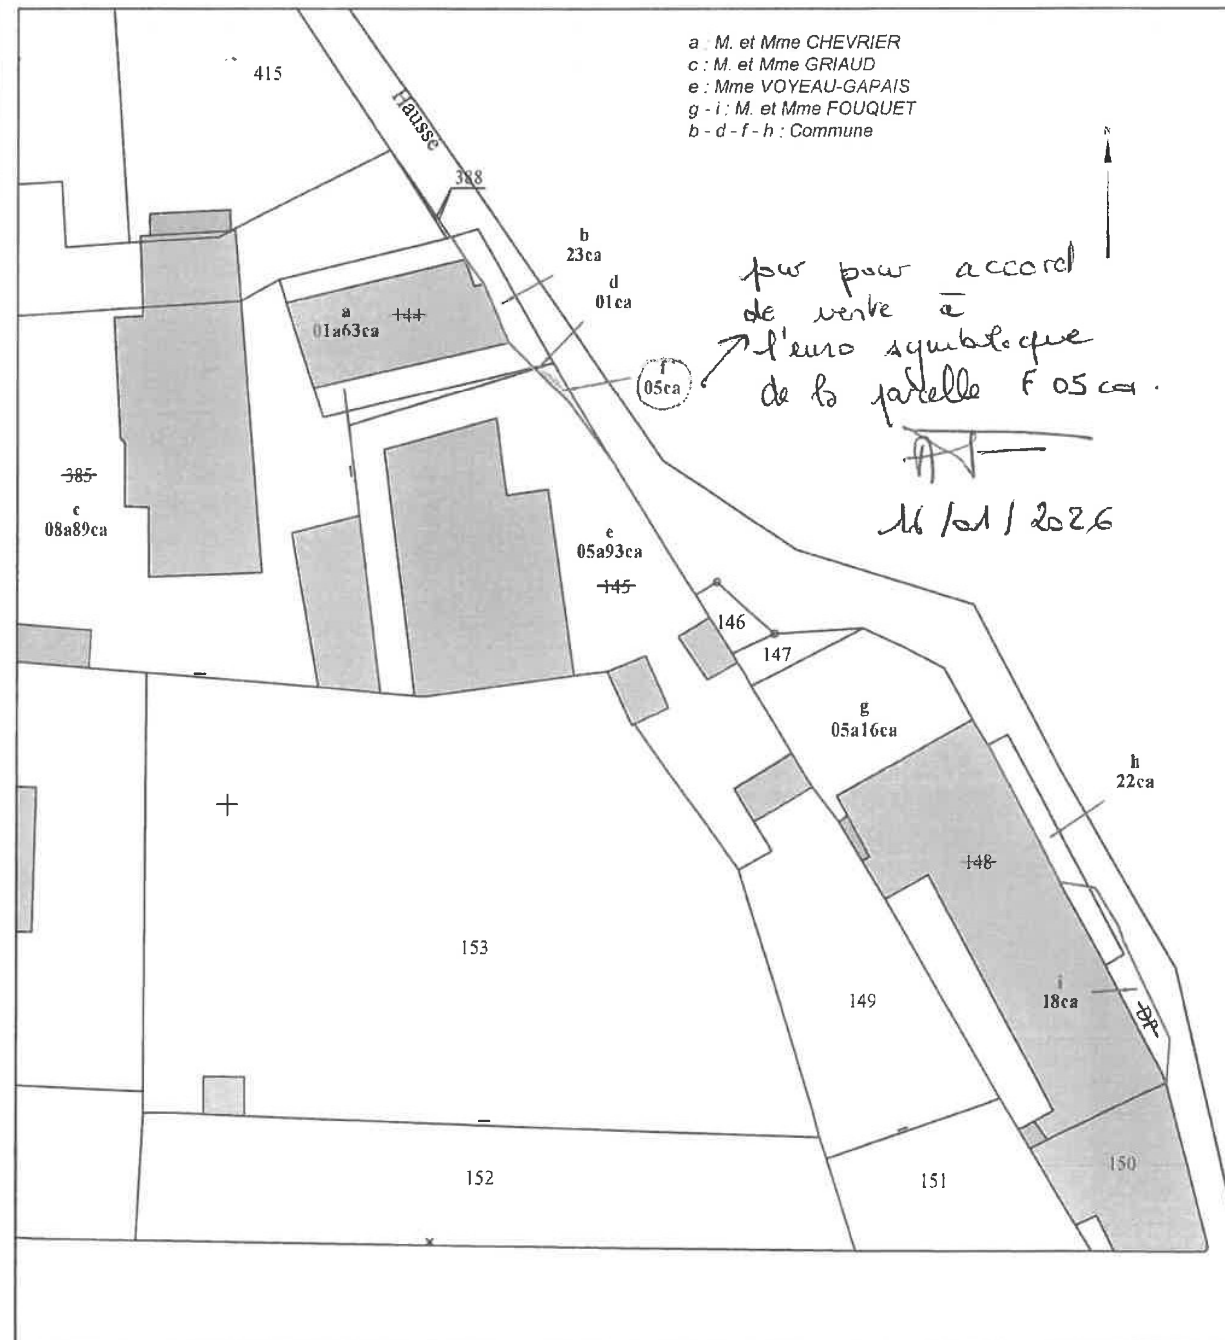 a : M. et Mme CHEVRIER
c : M. et Mme GRIAUD
e : Mme VOYEAU-GAPAIS
g - i : M. et Mme FOUQUET
b - d - f - h : Commune
N
415
Hausse
388
b
23ca
d
01ca
a
01a63ca
144
f
05ca
pour accord
de vente a
l'euro symbolique
de la parcelle F 05 ca.
16/01/2026
385
c
08a89ca
e
05a93ca
145
146
147
g
05a16ca
h
22ca
148
153
149
i
18ca
DP
152
151
150